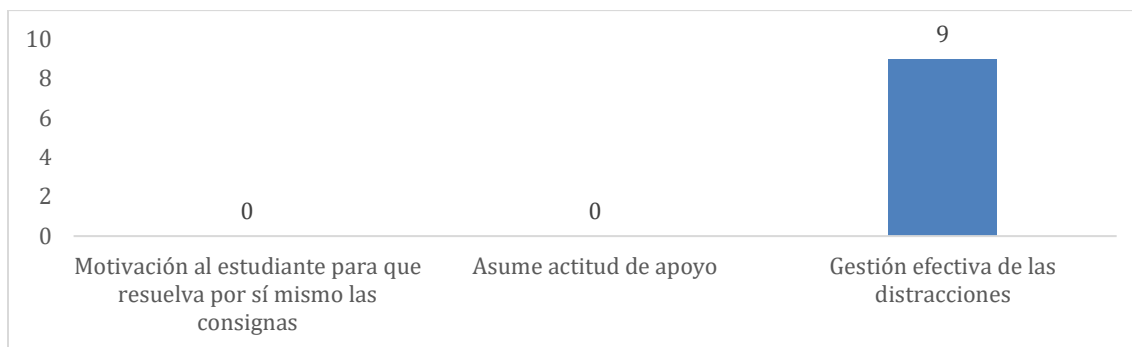 10
8
6
4
2
0
0
0
9
Motivación al estudiante para que
resuelva por sí mismo las
consignas
Asume actitud de apoyo
Gestión efectiva de las
distracciones